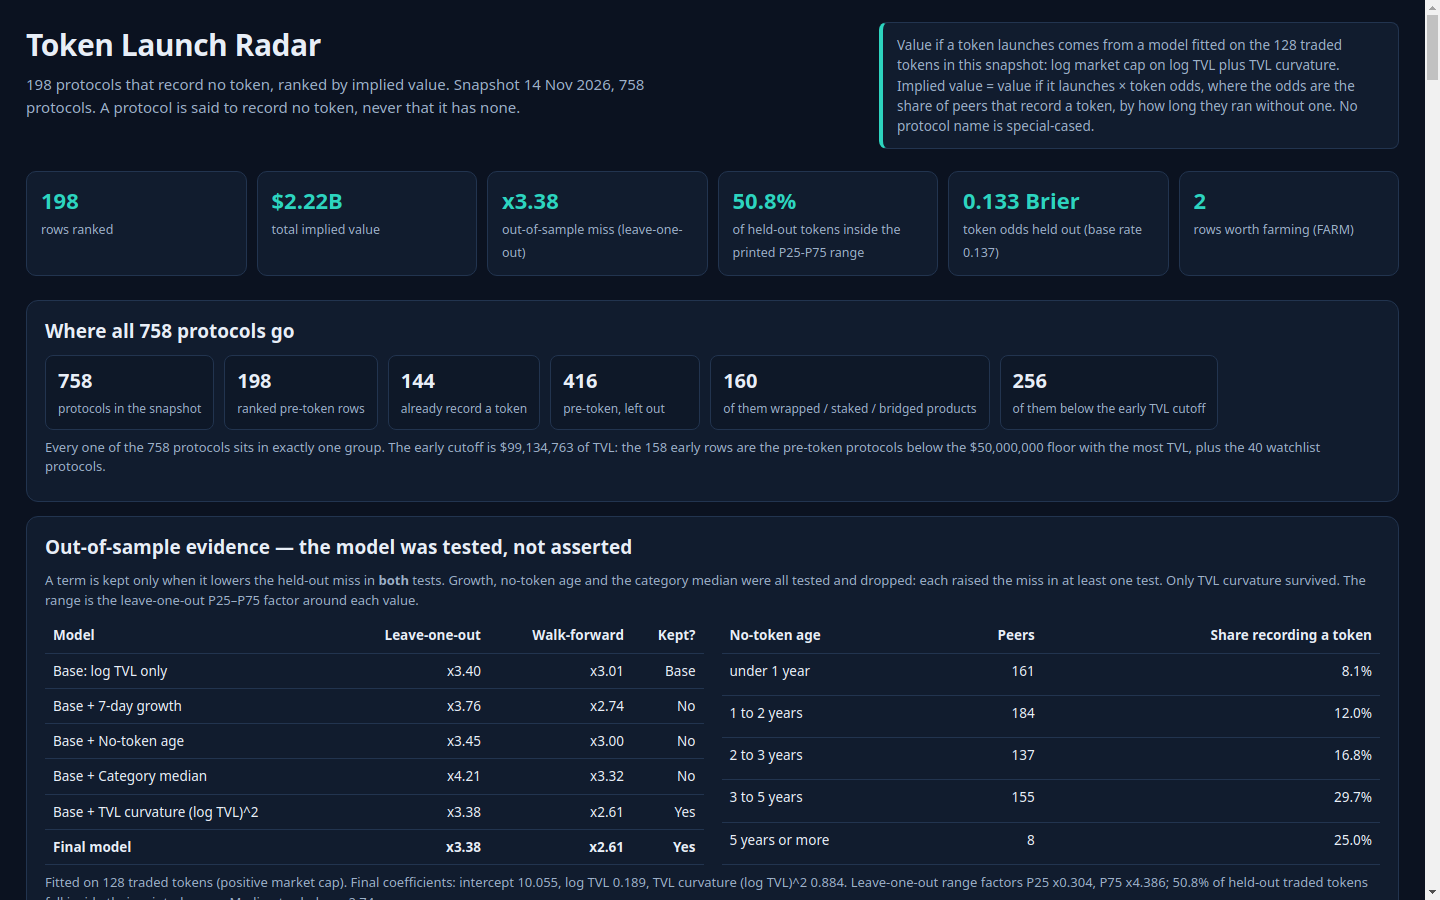 Token Launch Radar
198 protocols that record no token, ranked by implied value. Snapshot 14 Nov 2026, 758
protocols. A protocol is said to record no token, never that it has none.
Value if a token launches comes from a model fitted on the 128 traded
tokens in this snapshot: log market cap on log TVL plus TVL curvature.
Implied value = value if it launches × token odds, where the odds are the
share of peers that record a token, by how long they ran without one. No
protocol name is special-cased.
198
rows ranked
$2.22B
total implied value
x3.38
out-of-sample miss (leave-one-
out)
50.8%
of held-out tokens inside the
printed P25-P75 range
0.133 Brier
token odds held out (base rate
0.137)
2
rows worth farming (FARM)
Where all 758 protocols go
758
protocols in the snapshot
198
ranked pre-token rows
144
already record a token
416
pre-token, left out
160
of them wrapped / staked / bridged products
256
of them below the early TVL cutoff
Every one of the 758 protocols sits in exactly one group. The early cutoff is $99,134,763 of TVL: the 158 early rows are the pre-token protocols below the $50,000,000 floor with the most TVL, plus the 40 watchlist
protocols.
Out-of-sample evidence — the model was tested, not asserted
A term is kept only when it lowers the held-out miss in both tests. Growth, no-token age and the category median were all tested and dropped: each raised the miss in at least one test. Only TVL curvature survived. The
range is the leave-one-out P25–P75 factor around each value.
Model Leave-one-out Walk-forward Kept?
Base: log TVL only x3.40 x3.01 Base
Base + 7-day growth x3.76 x2.74 No
Base + No-token age x3.45 x3.00 No
Base + Category median x4.21 x3.32 No
Base + TVL curvature (log TVL)^2 x3.38 x2.61 Yes
Final model x3.38 x2.61 Yes
No-token age Peers Share recording a token
under 1 year 161 8.1%
1 to 2 years 184 12.0%
2 to 3 years 137 16.8%
3 to 5 years 155 29.7%
5 years or more 8 25.0%
Fitted on 128 traded tokens (positive market cap). Final coefficients: intercept 10.055, log TVL 0.189, TVL curvature (log TVL)^2 0.884. Leave-one-out range factors P25 x0.304, P75 x4.386; 50.8% of held-out traded tokens